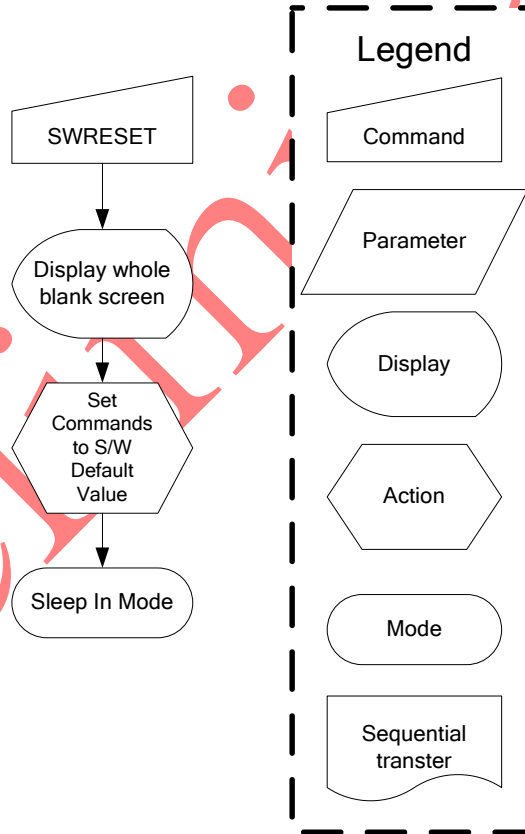 SWRESET
Display whole
blank screen
Set
Commands
to S/W
Default
Value
Sleep In Mode
Legend
Command
Parameter
Display
Action
Mode
Sequential
transter